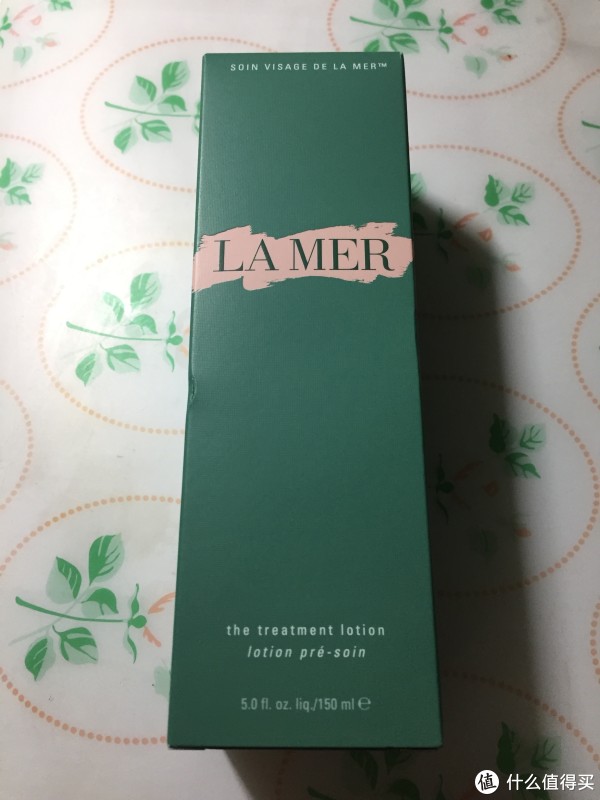 SOIN VISAGE DE LA MER™
LA MER
the treatment lotion
lotion pré-soin
5.0 fl. oz. liq./150 ml ℮
值 什么值得买